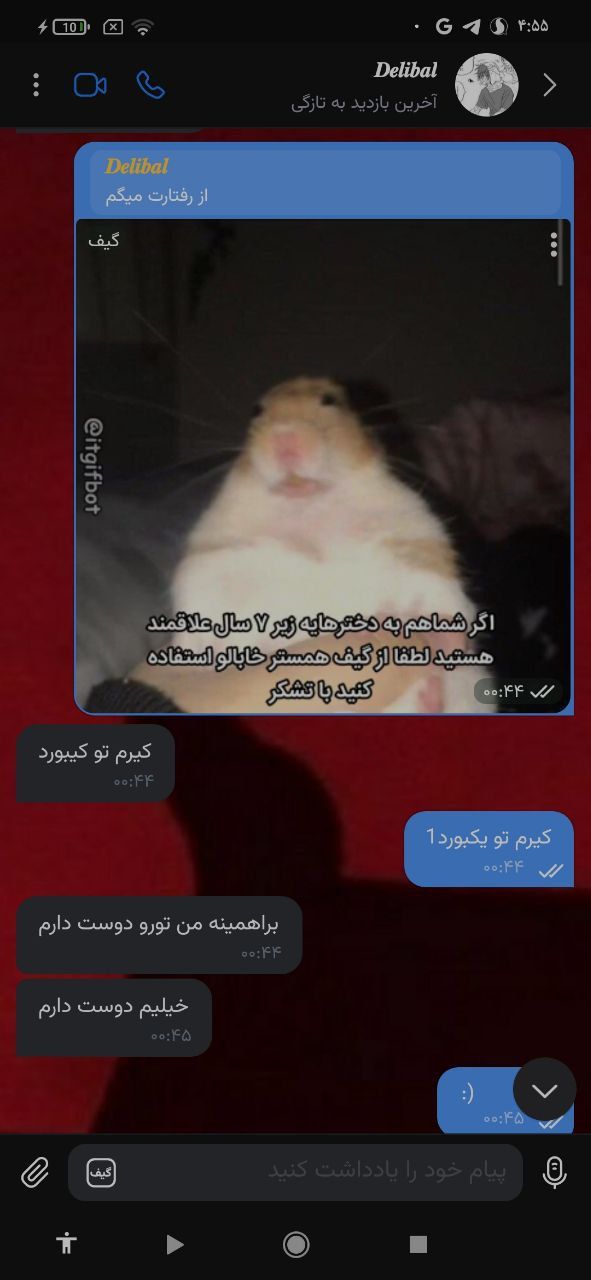 10
۴:۵۵
Delibal
آخرین بازدید به تازگی
Delibal
از رفتارت میگم
گیف
@itgifbot
اگر شماهم به دخترهایه زیر ۷ سال علاقمند
هستید لطفا از گیف همستر خابالو استفاده
کنید با تشکر
۰۰:۴۴
کیرم تو کیبورد
۰۰:۴۴
کیرم تو یکبورد1
۰۰:۴۴
براهمینه من تورو دوست دارم
۰۰:۴۴
خیلیم دوست دارم
۰۰:۴۵
:)
۰۰:۴۵
پیام خود را یادداشت کنید
گیف